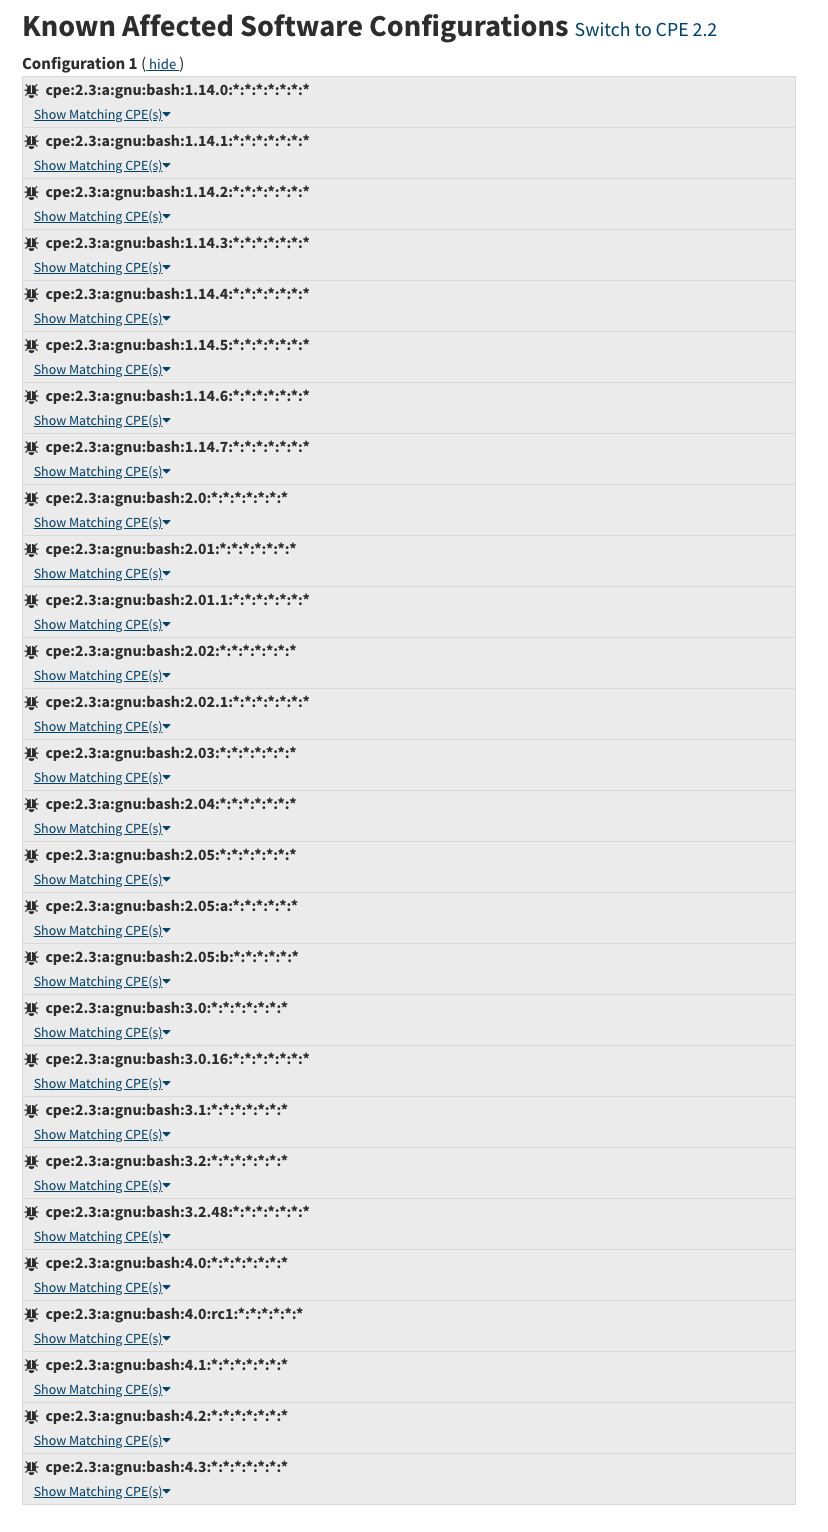 Known Affected Software Configurations Switch to CPE 2.2
Configuration 1 ( hide )
cpe:2.3:a:gnu:bash:1.14.0:*:*:*:*:*:*:*
Show Matching CPE(s)
cpe:2.3:a:gnu:bash:1.14.1:*:*:*:*:*:*:*
Show Matching CPE(s)
cpe:2.3:a:gnu:bash:1.14.2:*:*:*:*:*:*:*
Show Matching CPE(s)
cpe:2.3:a:gnu:bash:1.14.3:*:*:*:*:*:*:*
Show Matching CPE(s)
cpe:2.3:a:gnu:bash:1.14.4:*:*:*:*:*:*:*
Show Matching CPE(s)
cpe:2.3:a:gnu:bash:1.14.5:*:*:*:*:*:*:*
Show Matching CPE(s)
cpe:2.3:a:gnu:bash:1.14.6:*:*:*:*:*:*:*
Show Matching CPE(s)
cpe:2.3:a:gnu:bash:1.14.7:*:*:*:*:*:*:*
Show Matching CPE(s)
cpe:2.3:a:gnu:bash:2.0:*:*:*:*:*:*:*
Show Matching CPE(s)
cpe:2.3:a:gnu:bash:2.01:*:*:*:*:*:*:*
Show Matching CPE(s)
cpe:2.3:a:gnu:bash:2.01.1:*:*:*:*:*:*:*
Show Matching CPE(s)
cpe:2.3:a:gnu:bash:2.02:*:*:*:*:*:*:*
Show Matching CPE(s)
cpe:2.3:a:gnu:bash:2.02.1:*:*:*:*:*:*:*
Show Matching CPE(s)
cpe:2.3:a:gnu:bash:2.03:*:*:*:*:*:*:*
Show Matching CPE(s)
cpe:2.3:a:gnu:bash:2.04:*:*:*:*:*:*:*
Show Matching CPE(s)
cpe:2.3:a:gnu:bash:2.05:*:*:*:*:*:*:*
Show Matching CPE(s)
cpe:2.3:a:gnu:bash:2.05:a:*:*:*:*:*:*
Show Matching CPE(s)
cpe:2.3:a:gnu:bash:2.05:b:*:*:*:*:*:*
Show Matching CPE(s)
cpe:2.3:a:gnu:bash:3.0:*:*:*:*:*:*:*
Show Matching CPE(s)
cpe:2.3:a:gnu:bash:3.0.16:*:*:*:*:*:*:*
Show Matching CPE(s)
cpe:2.3:a:gnu:bash:3.1:*:*:*:*:*:*:*
Show Matching CPE(s)
cpe:2.3:a:gnu:bash:3.2:*:*:*:*:*:*:*
Show Matching CPE(s)
cpe:2.3:a:gnu:bash:3.2.48:*:*:*:*:*:*:*
Show Matching CPE(s)
cpe:2.3:a:gnu:bash:4.0:*:*:*:*:*:*:*
Show Matching CPE(s)
cpe:2.3:a:gnu:bash:4.0:rc1:*:*:*:*:*:*
Show Matching CPE(s)
cpe:2.3:a:gnu:bash:4.1:*:*:*:*:*:*:*
Show Matching CPE(s)
cpe:2.3:a:gnu:bash:4.2:*:*:*:*:*:*:*
Show Matching CPE(s)
cpe:2.3:a:gnu:bash:4.3:*:*:*:*:*:*:*
Show Matching CPE(s)